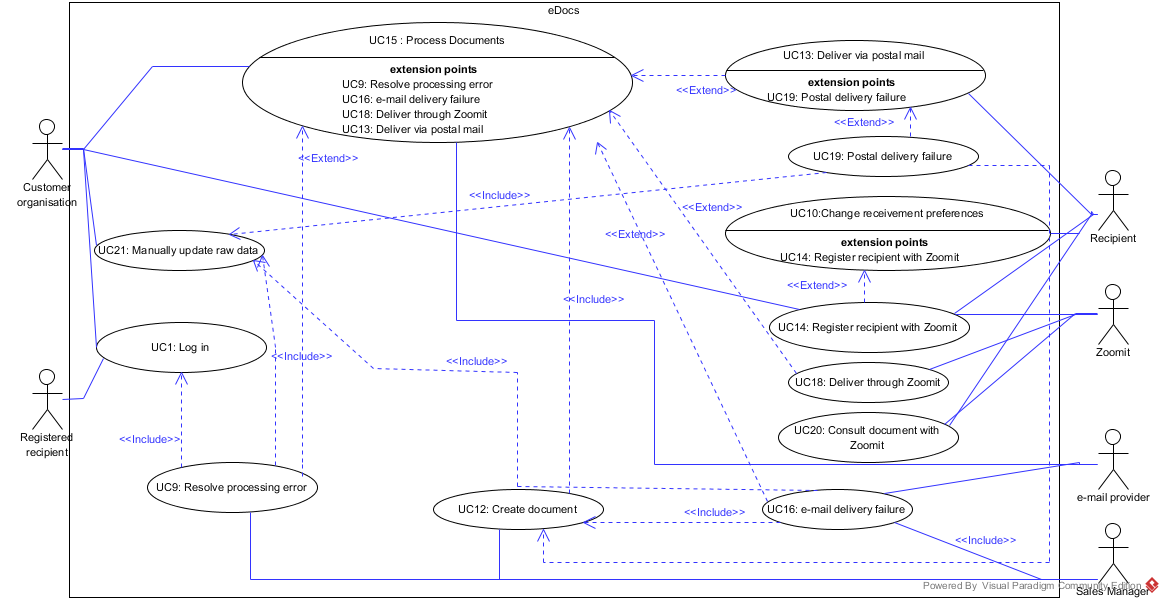 eDocs
UC15 : Process Documents
extension points
UC9: Resolve processing error
UC16: e-mail delivery failure
UC18: Deliver through Zoomit
UC13: Deliver via postal mail
UC13: Deliver via postal mail
extension points
UC19: Postal delivery failure
<<Extend>>
<<Extend>>
<<Extend>>
UC19: Postal delivery failure
Customer
organisation
<<Include>>
<<Extend>>
UC10:Change receivement preferences
extension points
UC14: Register recipient with Zoomit
Recipient
<<Extend>>
UC21: Manually update raw data
<<Extend>>
<<Include>>
UC14: Register recipient with Zoomit
UC1: Log in
<<Include>>
<<Include>>
Zoomit
UC18: Deliver through Zoomit
Registered
recipient
<<Include>>
UC20: Consult document with
Zoomit
UC9: Resolve processing error
e-mail provider
UC12: Create document
<<Include>>
UC16: e-mail delivery failure
<<Include>>
Powered By Visual Paradigm Community Edition
Sales Manager